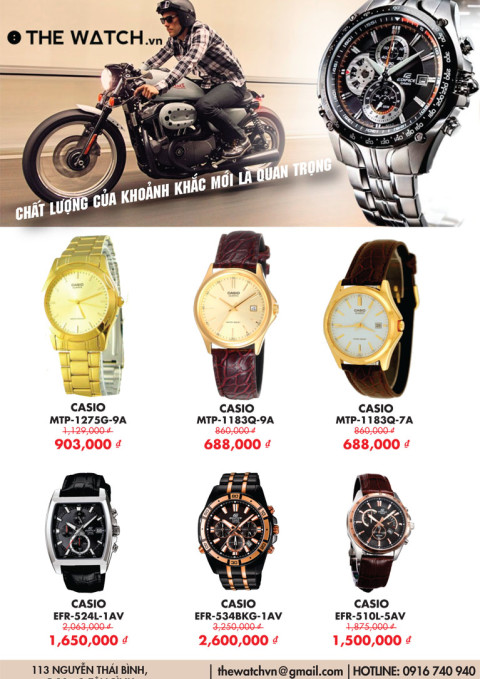 THE WATCH.vn
EDIFICE
CHẤT LƯỢNG CỦA KHOẢNH KHẮC MỚI LÀ QUAN TRỌNG
CASIO
MTP-1275G-9A
1,129,000 đ
903,000 đ
CASIO
MTP-1183Q-9A
860,000 đ
688,000 đ
CASIO
MTP-1183Q-7A
860,000 đ
688,000 đ
CASIO
EFR-524L-1AV
2,063,000 đ
1,650,000 đ
CASIO
EFR-534BKG-1AV
3,250,000 đ
2,600,000 đ
CASIO
EFR-510L-5AV
1,875,000 đ
1,500,000 đ
113 NGUYỄN THÁI BÌNH,
thewatchvn@gmail.com | HOTLINE: 0916 740 940